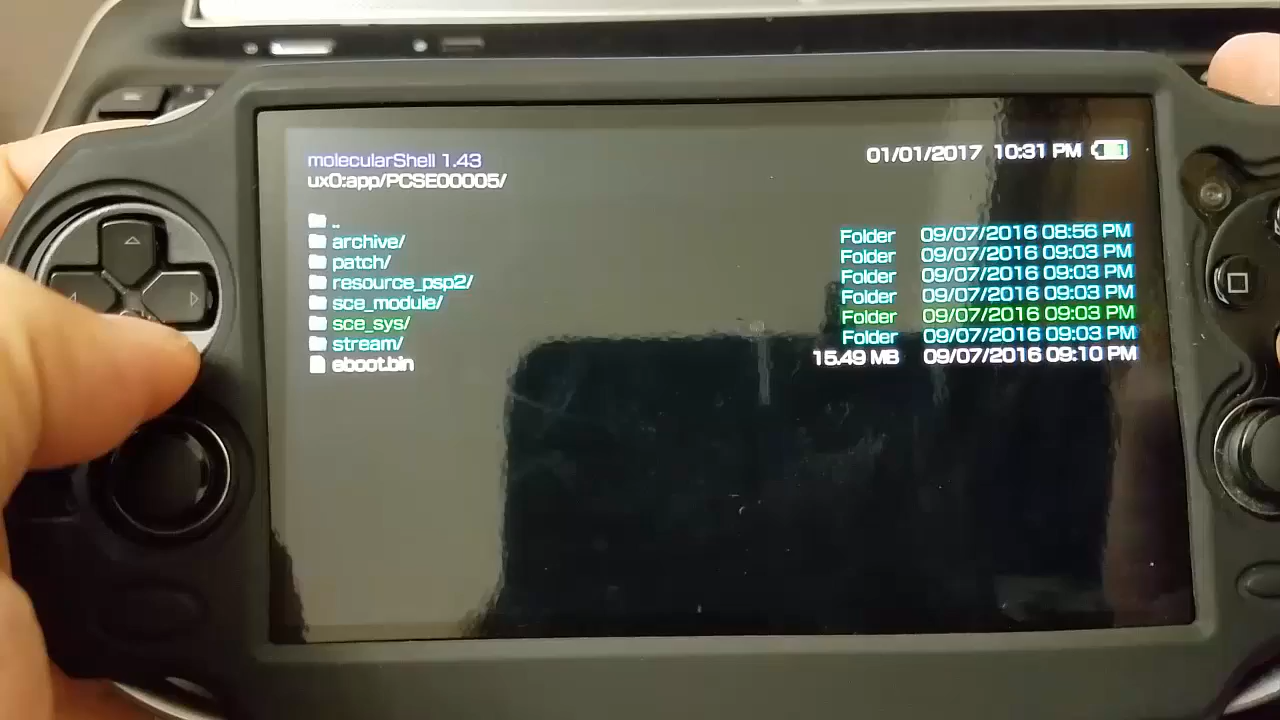 molecularShell 1.43 01/01/2017 10:31 PM
ux0:app/PCSE00005/
..
archive/ Folder 09/07/2016 08:56 PM
patch/ Folder 09/07/2016 09:03 PM
resource_psp2/ Folder 09/07/2016 09:03 PM
sce_module/ Folder 09/07/2016 09:03 PM
sce_sys/ Folder 09/07/2016 09:03 PM
stream/ Folder 09/07/2016 09:03 PM
eboot.bin 15.49 MB 09/07/2016 09:10 PM